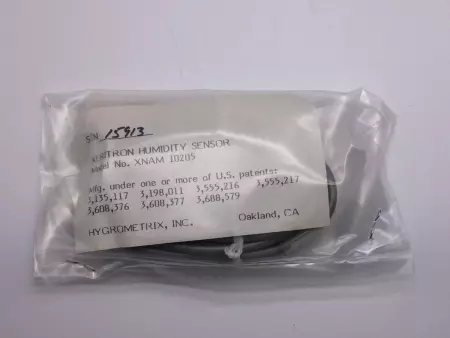 S/N 15913
XERITRON HUMIDITY SENSOR
Model No. XNAM 10205
Mfg. under one or more of U.S. patents:
3,135,117 3,198,011 3,555,216 3,555,217
3,608,376 3,608,377 3,688,579
HYGROMETRIX, INC. Oakland, CA